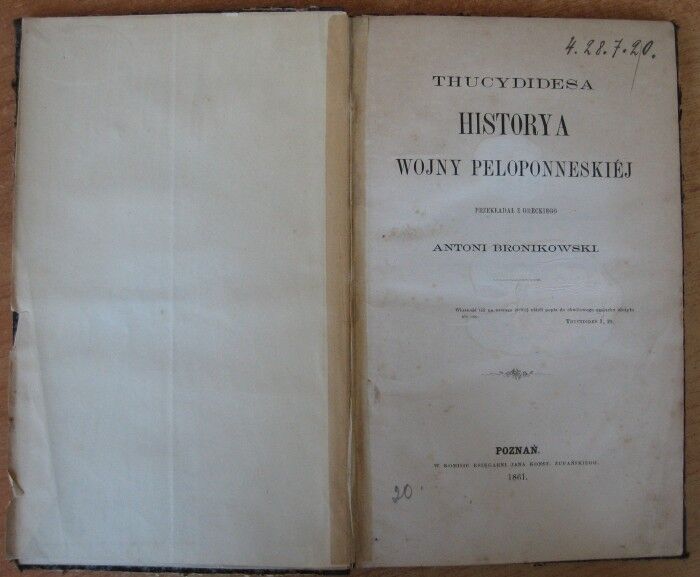 4.28.7.20.
THUCYDIDESA
HISTORYA
WOJNY PELOPONNESKIÉJ
PRZEKŁADAŁ Z GRECKIEGO
ANTONI BRONIKOWSKI.
THUCYDIDES I, 22.
POZNAŃ.
W KOMISIE KSIĘGARNI JANA KONST. ŻUPAŃSKIEGO.
1861.
20